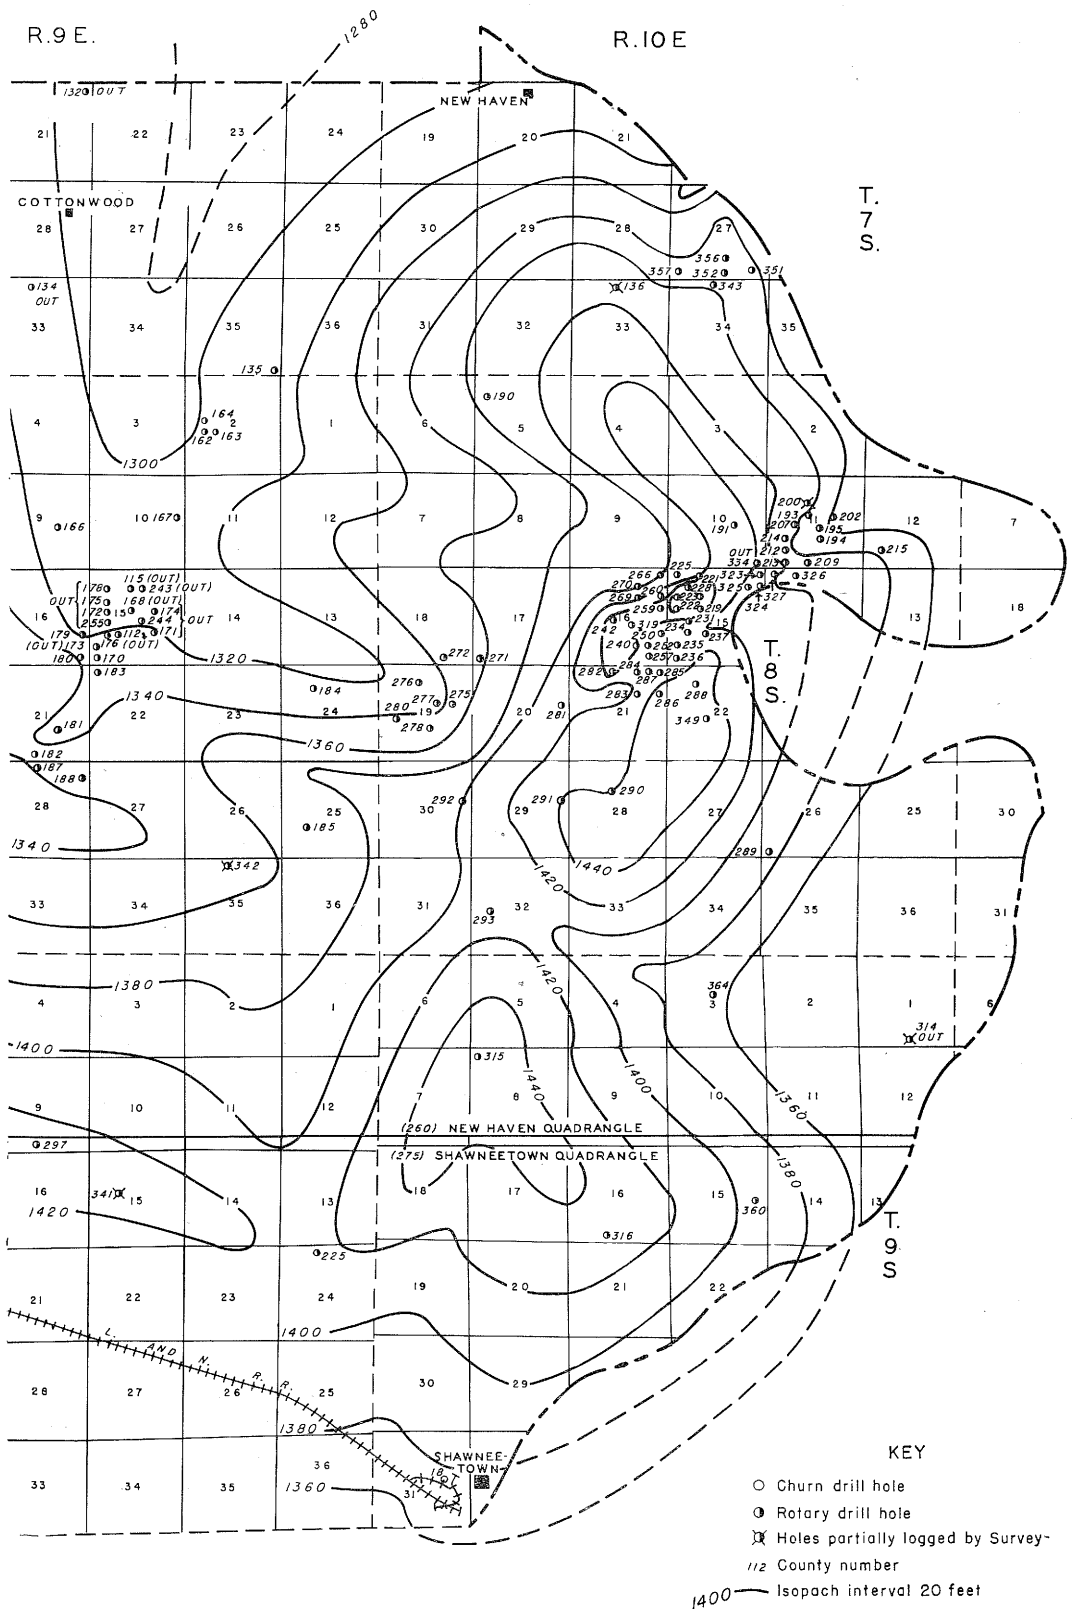 R.9 E.
1280
R.10 E
132 OUT
NEW HAVEN
21 22 23 24 19 20 21
COTTONWOOD
T.
7
S.
28 27 26 25 30 29 28 27
356
357 352 351
134
OUT
136 343
33 34 35 36 31 32 33 34 35
135
190
164
4 3 2 1 6 5 4 3 2
162 163
1300
200
9 166 10 167 11 12 7 8 9 10 191 193 11 202 12 7
207 195
214 194
OUT 212 215
334 213 209
115 (OUT)
178 243 (OUT)
266 225 221 323 326
OUT 175 168 (OUT)
270 260 228 325 327
269 223 324
16 172 15 174 14 13 18 17 16 259 222 219 15 13 18
255 244 OUT
242 319 231
179 112 171
250 234 237
(OUT) 173 176 (OUT)
240 262 235
180 170 1320 272 271
257 236
183
282 284 285
T.
8
S.
1340 184 276
287 288
277 275
283 286
21 22 23 24 280 19 20 281 21 22
181 278 349
1360
182
187
188
292 291 290
28 27 26 25 30 29 28 27 26 25 30
185
1340
289
342
1420 1440
33 34 35 36 31 32 33 34 35 36 31
293
1380
1420
364
4 3 2 1 6 5 4 3 2 1 6
314
OUT
1400
315
1440 1400
1360
9 10 11 12 7 8 9 10 11 12
(260) NEW HAVEN QUADRANGLE
297
(275) SHAWNEETOWN QUADRANGLE
1380
16 341 15 14 13 18 17 16 15 14 13
1420
360
T.
9
S
316
225
21 22 23 24 19 20 21 22
1400
L. AND N. R. R.
28 27 26 25 30 29
1380
SHAWNEE-
TOWN
36
18
33 34 35 1360 31
KEY
Churn drill hole
Rotary drill hole
Holes partially logged by Survey
112 County number
1400 Isopach interval 20 feet